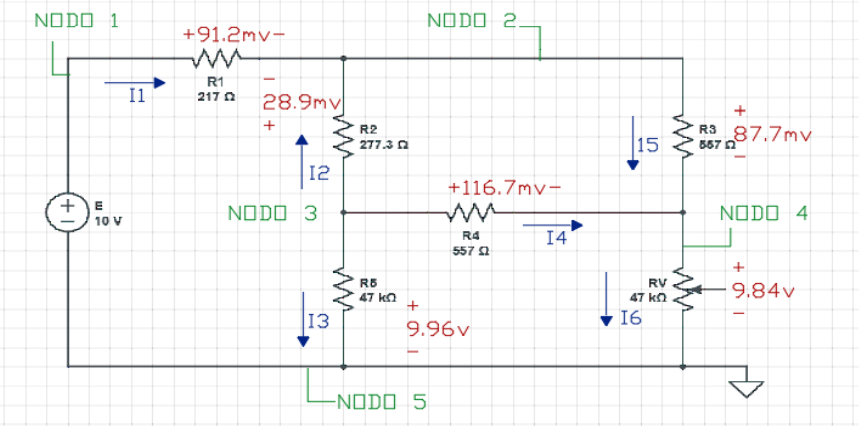 NODO 1
NODO 2
+91.2mv-
R1
217 Ω
I1
-
28.9mv
+
R2
277.3 Ω
I2
+
R3
557 Ω
87.7mv
-
I5
E
10 V
NODO 3
+116.7mv-
R4
557 Ω
I4
NODO 4
R5
47 kΩ
I3
+
9.96v
-
RV
47 kΩ
I6
+
9.84v
-
NODO 5